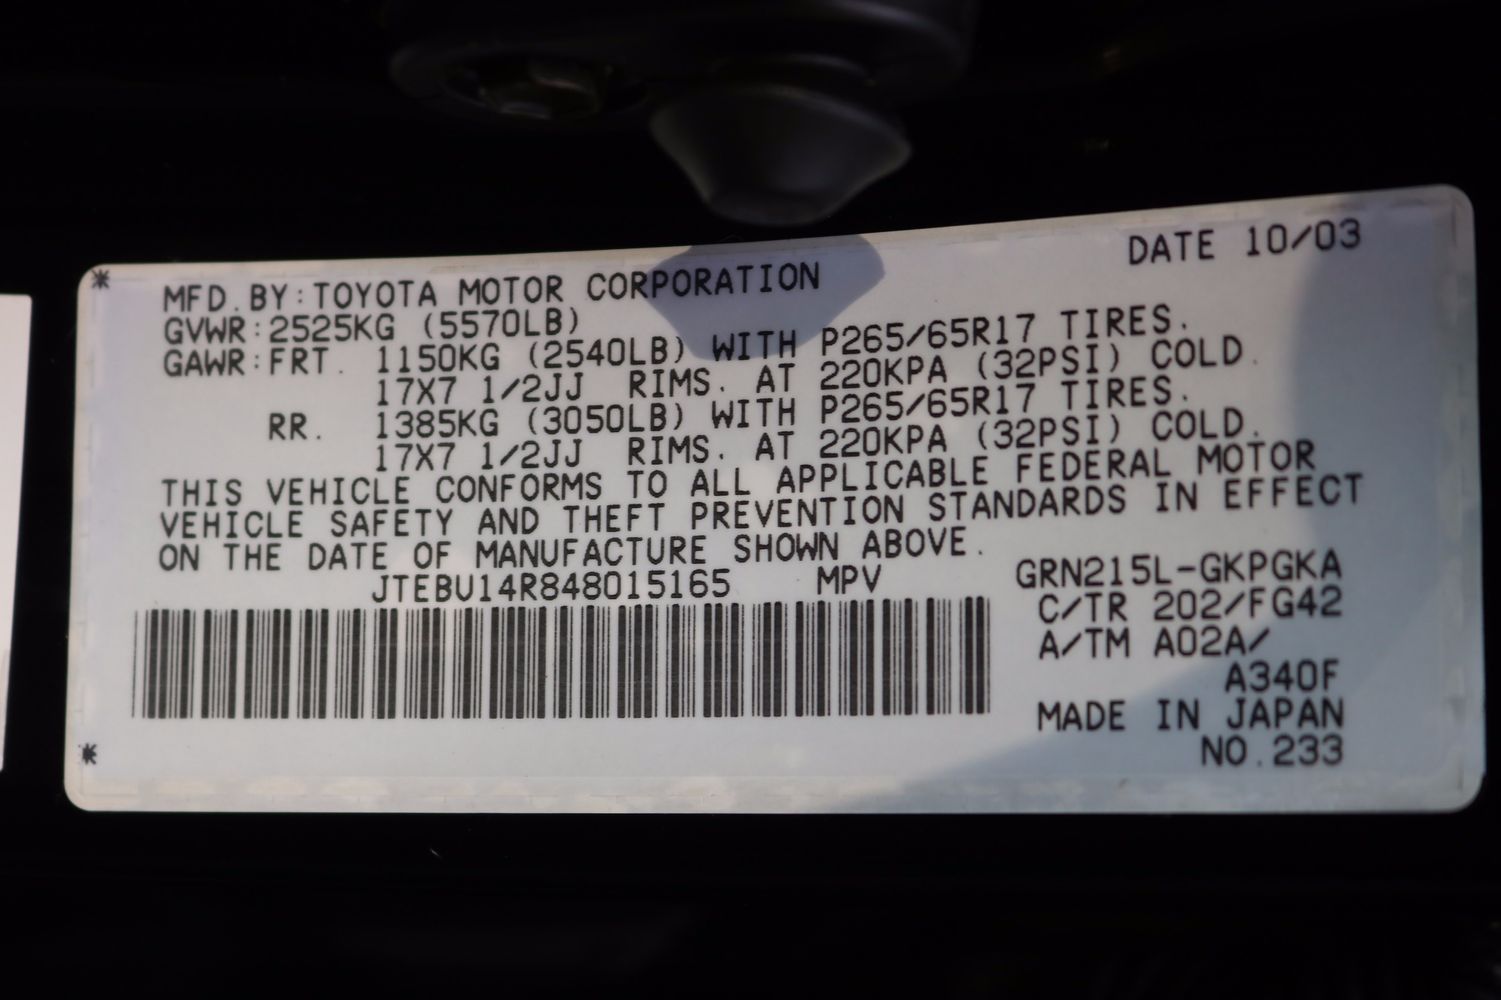 DATE 10/03
MFD.BY:TOYOTA MOTOR CORPORATION
GVWR:2525KG (5570LB)
GAWR:FRT. 1150KG (2540LB) WITH P265/65R17 TIRES.
17X7 1/2JJ RIMS. AT 220KPA (32PSI) COLD.
RR. 1385KG (3050LB) WITH P265/65R17 TIRES.
17X7 1/2JJ RIMS. AT 220KPA (32PSI) COLD.
THIS VEHICLE CONFORMS TO ALL APPLICABLE FEDERAL MOTOR
VEHICLE SAFETY AND THEFT PREVENTION STANDARDS IN EFFECT
ON THE DATE OF MANUFACTURE SHOWN ABOVE.
JTEBU14R848015165 MPV GRN215L-GKPGKA
C/TR 202/FG42
A/TM A02A/
A340F
MADE IN JAPAN
NO.233